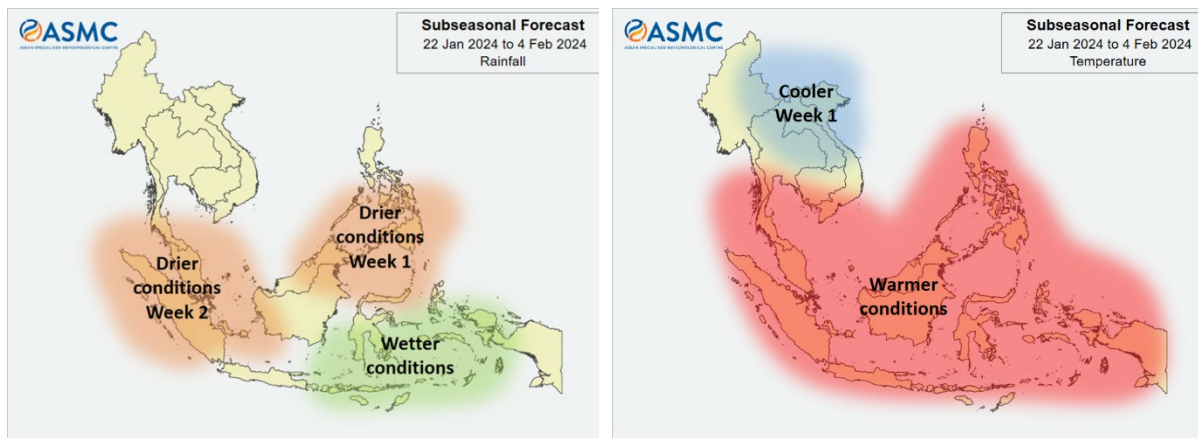 ASMC
ASEAN SPECIALISED METEOROLOGICAL CENTRE
Subseasonal Forecast
22 Jan 2024 to 4 Feb 2024
Rainfall
Drier
conditions
Week 1
Drier
conditions
Week 2
Wetter
conditions
ASMC
ASEAN SPECIALISED METEOROLOGICAL CENTRE
Subseasonal Forecast
22 Jan 2024 to 4 Feb 2024
Temperature
Cooler
Week 1
Warmer
conditions